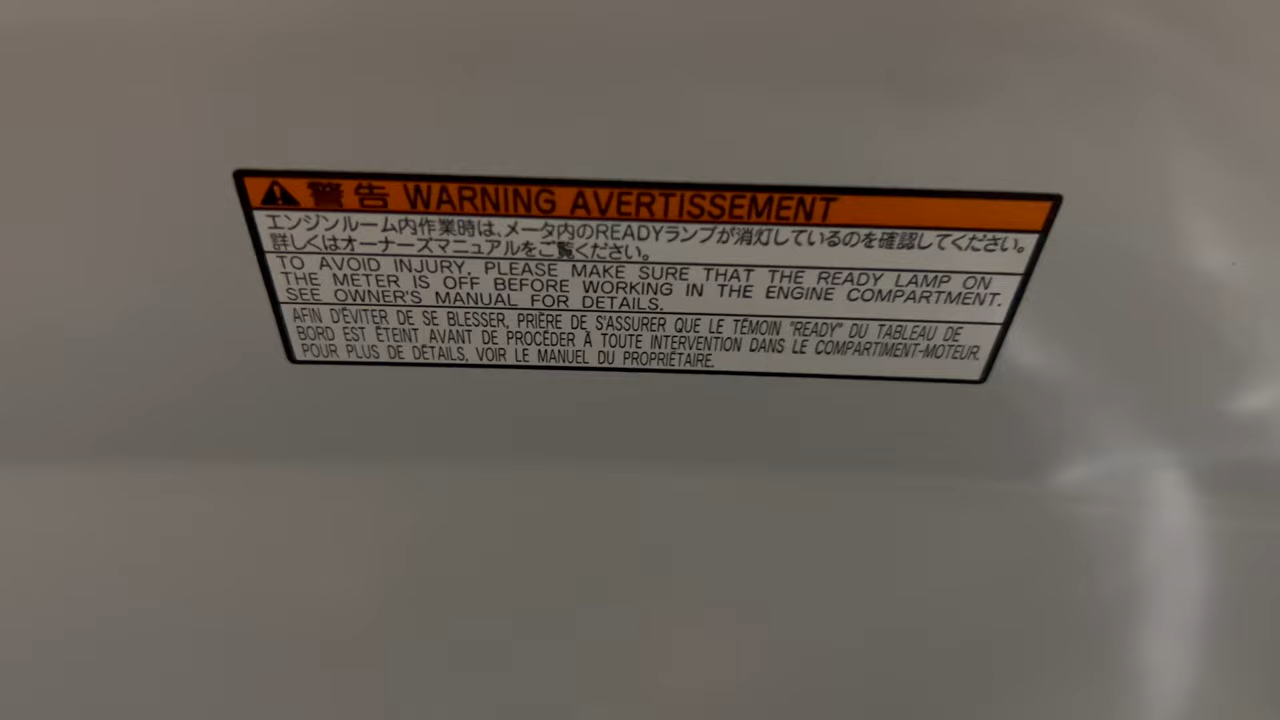 警告 WARNING AVERTISSEMENT
エンジンルーム内作業時は、メータ内のREADYランプが消灯しているのを確認してください。
詳しくはオーナーズマニュアルをご覧ください。
TO AVOID INJURY, PLEASE MAKE SURE THAT THE READY LAMP ON
THE METER IS OFF BEFORE WORKING IN THE ENGINE COMPARTMENT.
SEE OWNER'S MANUAL FOR DETAILS.
AFIN D'ÉVITER DE SE BLESSER, PRIÈRE DE S'ASSURER QUE LE TÉMOIN "READY" DU TABLEAU DE
BORD EST ÉTEINT AVANT DE PROCÉDER À TOUTE INTERVENTION DANS LE COMPARTIMENT-MOTEUR.
POUR PLUS DE DÉTAILS, VOIR LE MANUEL DU PROPRIÉTAIRE.